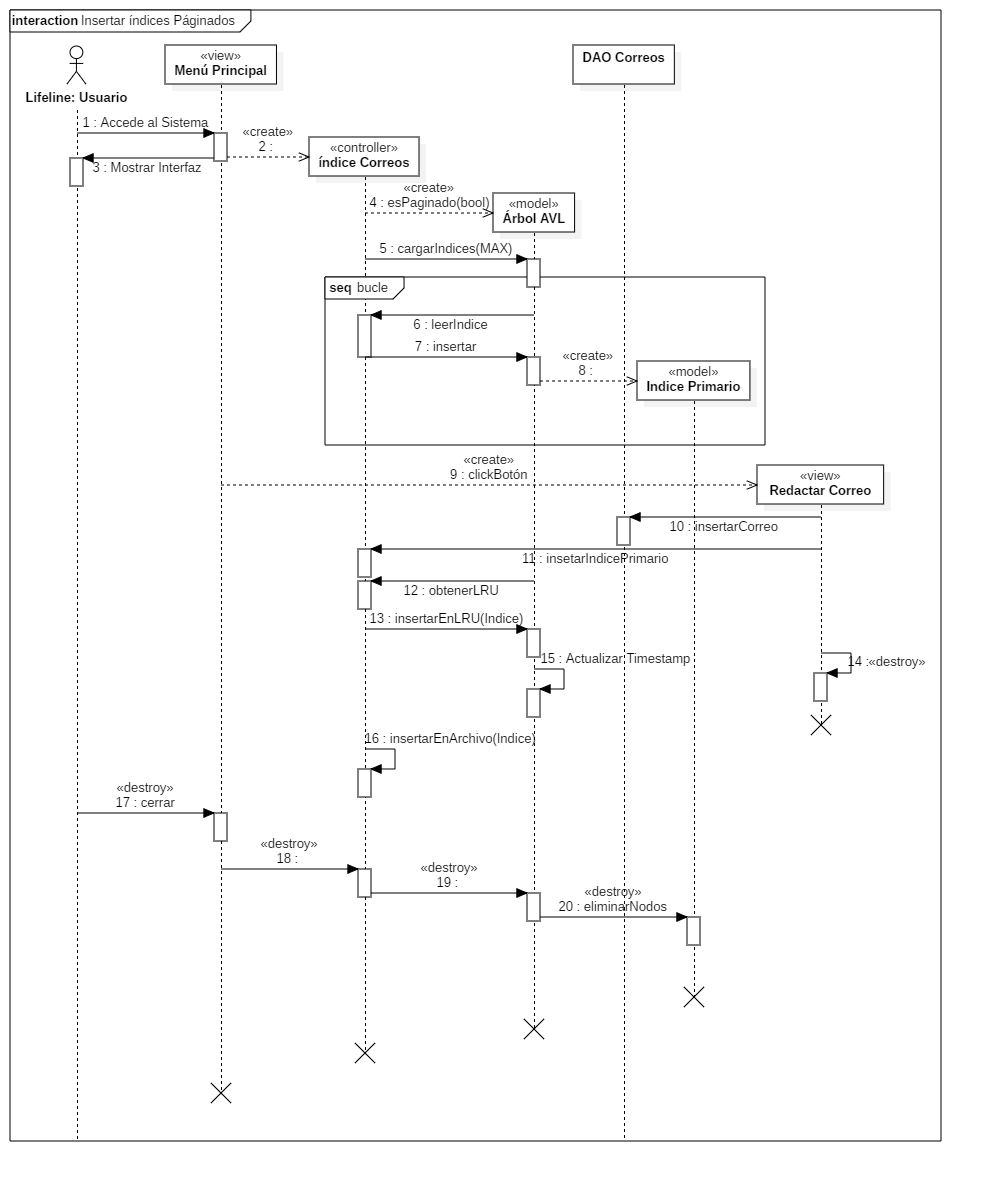 interaction Insertar índices Páginados
«view»
Menú Principal
DAO Correos
Lifeline: Usuario
1 : Accede al Sistema
«create»
2 :
«controller»
índice Correos
3 : Mostrar Interfaz
«create»
4 : esPaginado(bool)
«model»
Árbol AVL
5 : cargarIndices(MAX)
seq bucle
6 : leerIndice
7 : insertar
«create»
8 :
«model»
Indice Primario
«create»
9 : clickBotón
«view»
Redactar Correo
10 : insertarCorreo
11 : insetarIndicePrimario
12 : obtenerLRU
13 : insertarEnLRU(Indice)
15 : Actualizar Timestamp
14 :«destroy»
16 : insertarEnArchivo(Indice)
«destroy»
17 : cerrar
«destroy»
18 :
«destroy»
19 :
«destroy»
20 : eliminarNodos